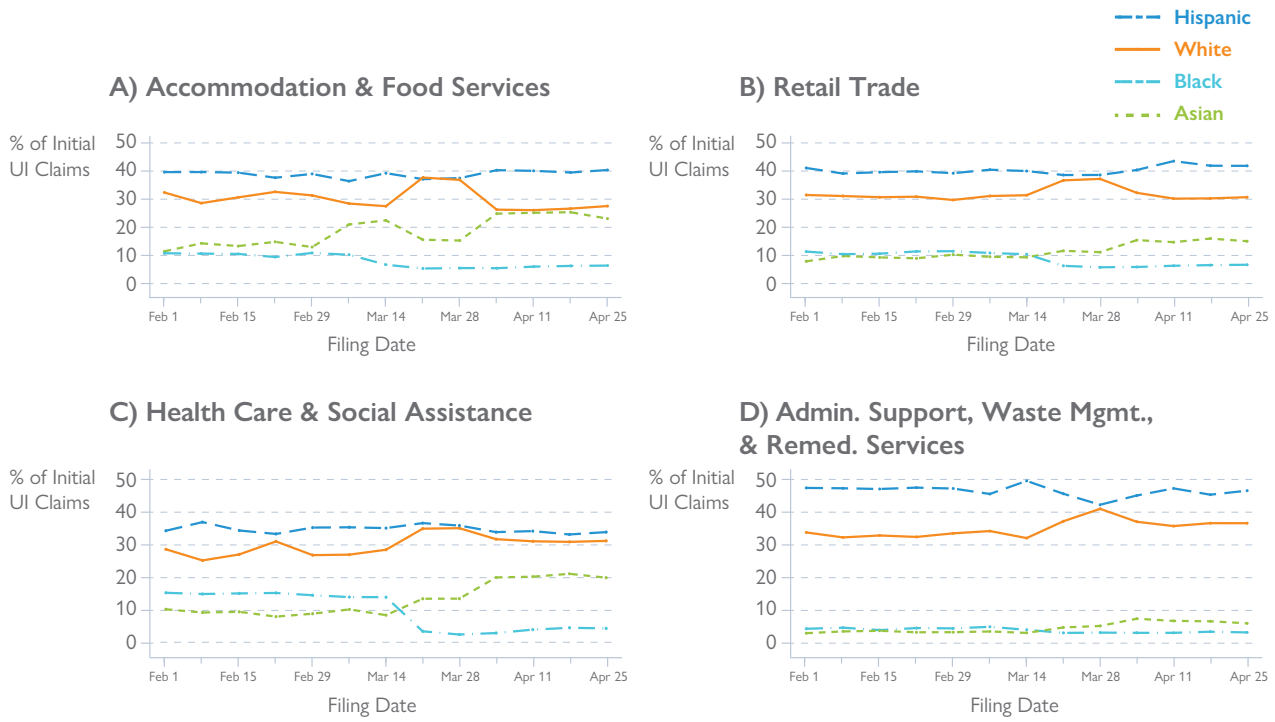 Hispanic
White
Black
Asian
A) Accommodation & Food Services
% of Initial
UI Claims
50
40
30
20
10
0
Feb 1 Feb 15 Feb 29 Mar 14 Mar 28 Apr 11 Apr 25
Filing Date
B) Retail Trade
% of Initial
UI Claims
50
40
30
20
10
0
Feb 1 Feb 15 Feb 29 Mar 14 Mar 28 Apr 11 Apr 25
Filing Date
C) Health Care & Social Assistance
% of Initial
UI Claims
50
40
30
20
10
0
Feb 1 Feb 15 Feb 29 Mar 14 Mar 28 Apr 11 Apr 25
Filing Date
D) Admin. Support, Waste Mgmt.,
& Remed. Services
% of Initial
UI Claims
50
40
30
20
10
0
Feb 1 Feb 15 Feb 29 Mar 14 Mar 28 Apr 11 Apr 25
Filing Date